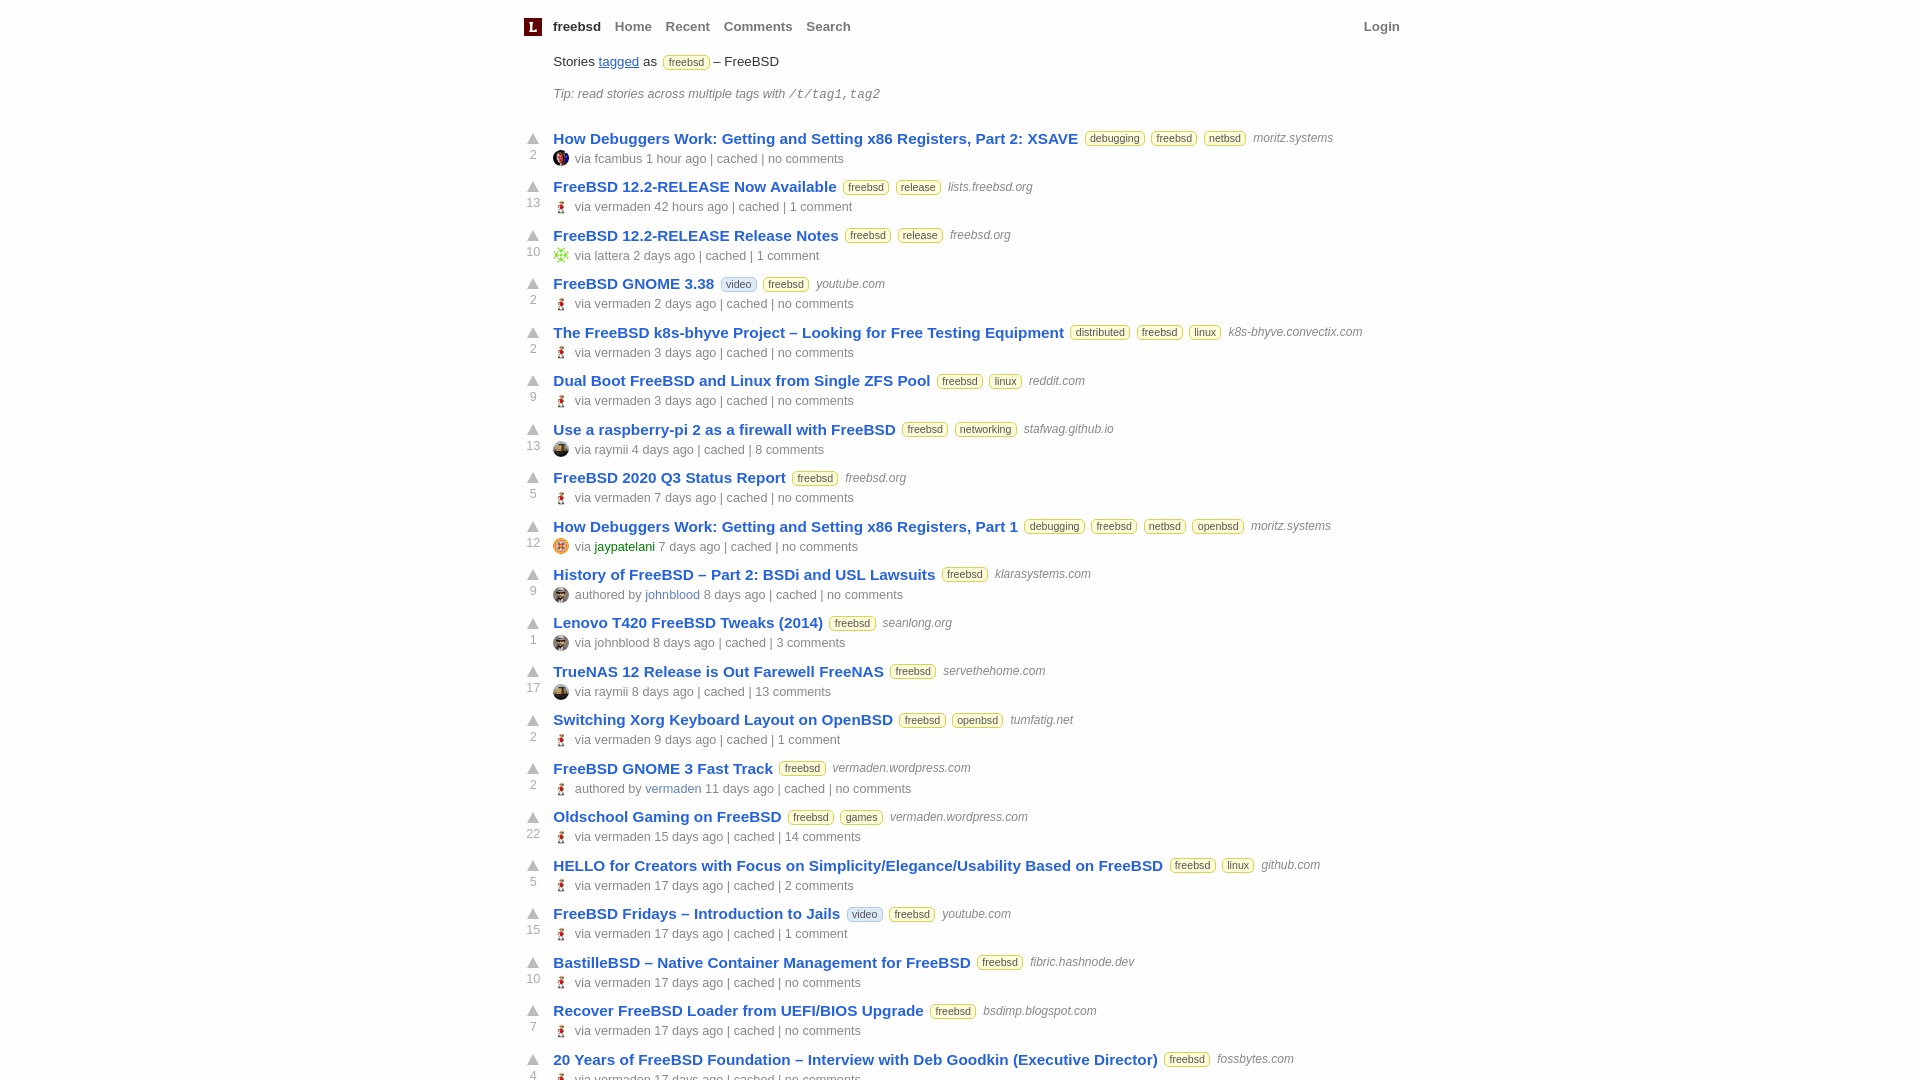 L freebsd Home Recent Comments Search Login
Stories tagged as freebsd – FreeBSD
Tip: read stories across multiple tags with /t/tag1,tag2
How Debuggers Work: Getting and Setting x86 Registers, Part 2: XSAVE debugging freebsd netbsd moritz.systems
2 via fcambus 1 hour ago | cached | no comments
FreeBSD 12.2-RELEASE Now Available freebsd release lists.freebsd.org
13 via vermaden 42 hours ago | cached | 1 comment
FreeBSD 12.2-RELEASE Release Notes freebsd release freebsd.org
10 via lattera 2 days ago | cached | 1 comment
FreeBSD GNOME 3.38 video freebsd youtube.com
2 via vermaden 2 days ago | cached | no comments
The FreeBSD k8s-bhyve Project – Looking for Free Testing Equipment distributed freebsd linux k8s-bhyve.convectix.com
2 via vermaden 3 days ago | cached | no comments
Dual Boot FreeBSD and Linux from Single ZFS Pool freebsd linux reddit.com
9 via vermaden 3 days ago | cached | no comments
Use a raspberry-pi 2 as a firewall with FreeBSD freebsd networking stafwag.github.io
13 via raymii 4 days ago | cached | 8 comments
FreeBSD 2020 Q3 Status Report freebsd freebsd.org
5 via vermaden 7 days ago | cached | no comments
How Debuggers Work: Getting and Setting x86 Registers, Part 1 debugging freebsd netbsd openbsd moritz.systems
12 via jaypatelani 7 days ago | cached | no comments
History of FreeBSD – Part 2: BSDi and USL Lawsuits freebsd klarasystems.com
9 authored by johnblood 8 days ago | cached | no comments
Lenovo T420 FreeBSD Tweaks (2014) freebsd seanlong.org
1 via johnblood 8 days ago | cached | 3 comments
TrueNAS 12 Release is Out Farewell FreeNAS freebsd servethehome.com
17 via raymii 8 days ago | cached | 13 comments
Switching Xorg Keyboard Layout on OpenBSD freebsd openbsd tumfatig.net
2 via vermaden 9 days ago | cached | 1 comment
FreeBSD GNOME 3 Fast Track freebsd vermaden.wordpress.com
2 authored by vermaden 11 days ago | cached | no comments
Oldschool Gaming on FreeBSD freebsd games vermaden.wordpress.com
22 via vermaden 15 days ago | cached | 14 comments
HELLO for Creators with Focus on Simplicity/Elegance/Usability Based on FreeBSD freebsd linux github.com
5 via vermaden 17 days ago | cached | 2 comments
FreeBSD Fridays – Introduction to Jails video freebsd youtube.com
15 via vermaden 17 days ago | cached | 1 comment
BastilleBSD – Native Container Management for FreeBSD freebsd fibric.hashnode.dev
10 via vermaden 17 days ago | cached | no comments
Recover FreeBSD Loader from UEFI/BIOS Upgrade freebsd bsdimp.blogspot.com
7 via vermaden 17 days ago | cached | no comments
20 Years of FreeBSD Foundation – Interview with Deb Goodkin (Executive Director) freebsd fossbytes.com
4 via vermaden 17 days ago | cached | no comments